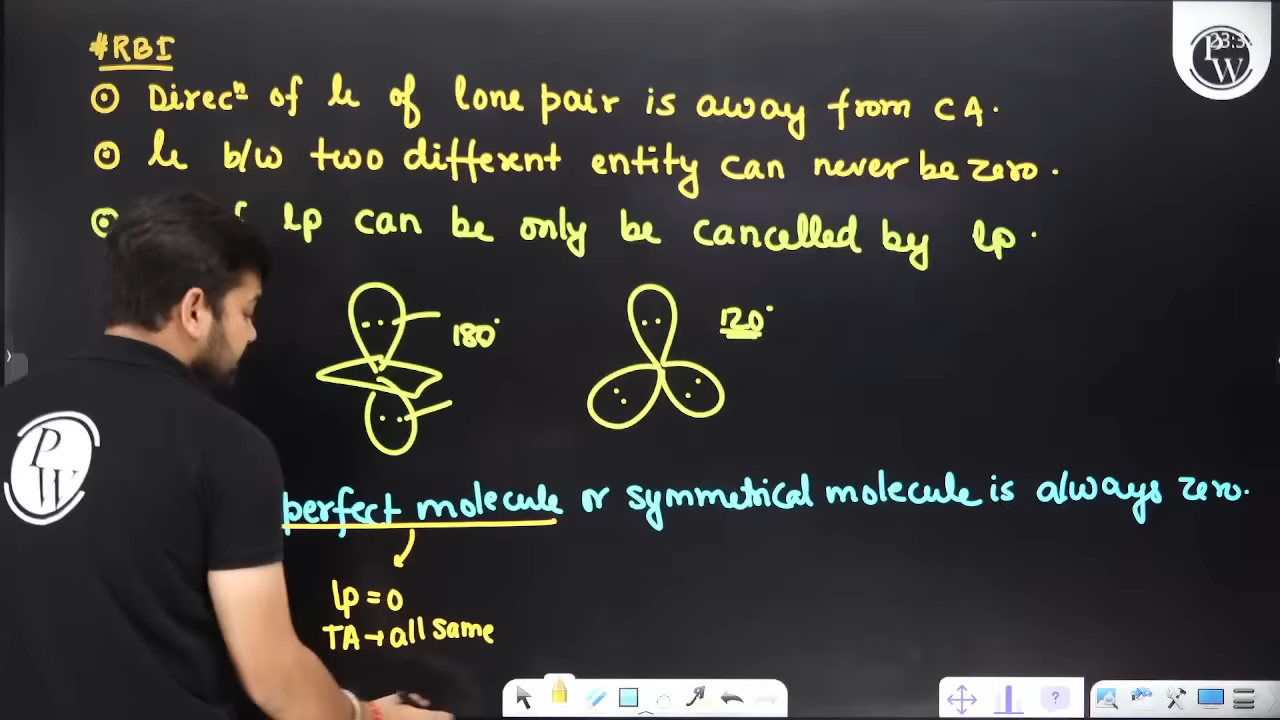 #RBI
Direcⁿ of μ of lone pair is away from CA.
μ b/w two different entity can never be zero.
lp can be only be cancelled by lp.
180°
120°
perfect molecule or symmetrical molecule is always zero.
lp = 0
TA → all same
P
W
P
W
23:3
?